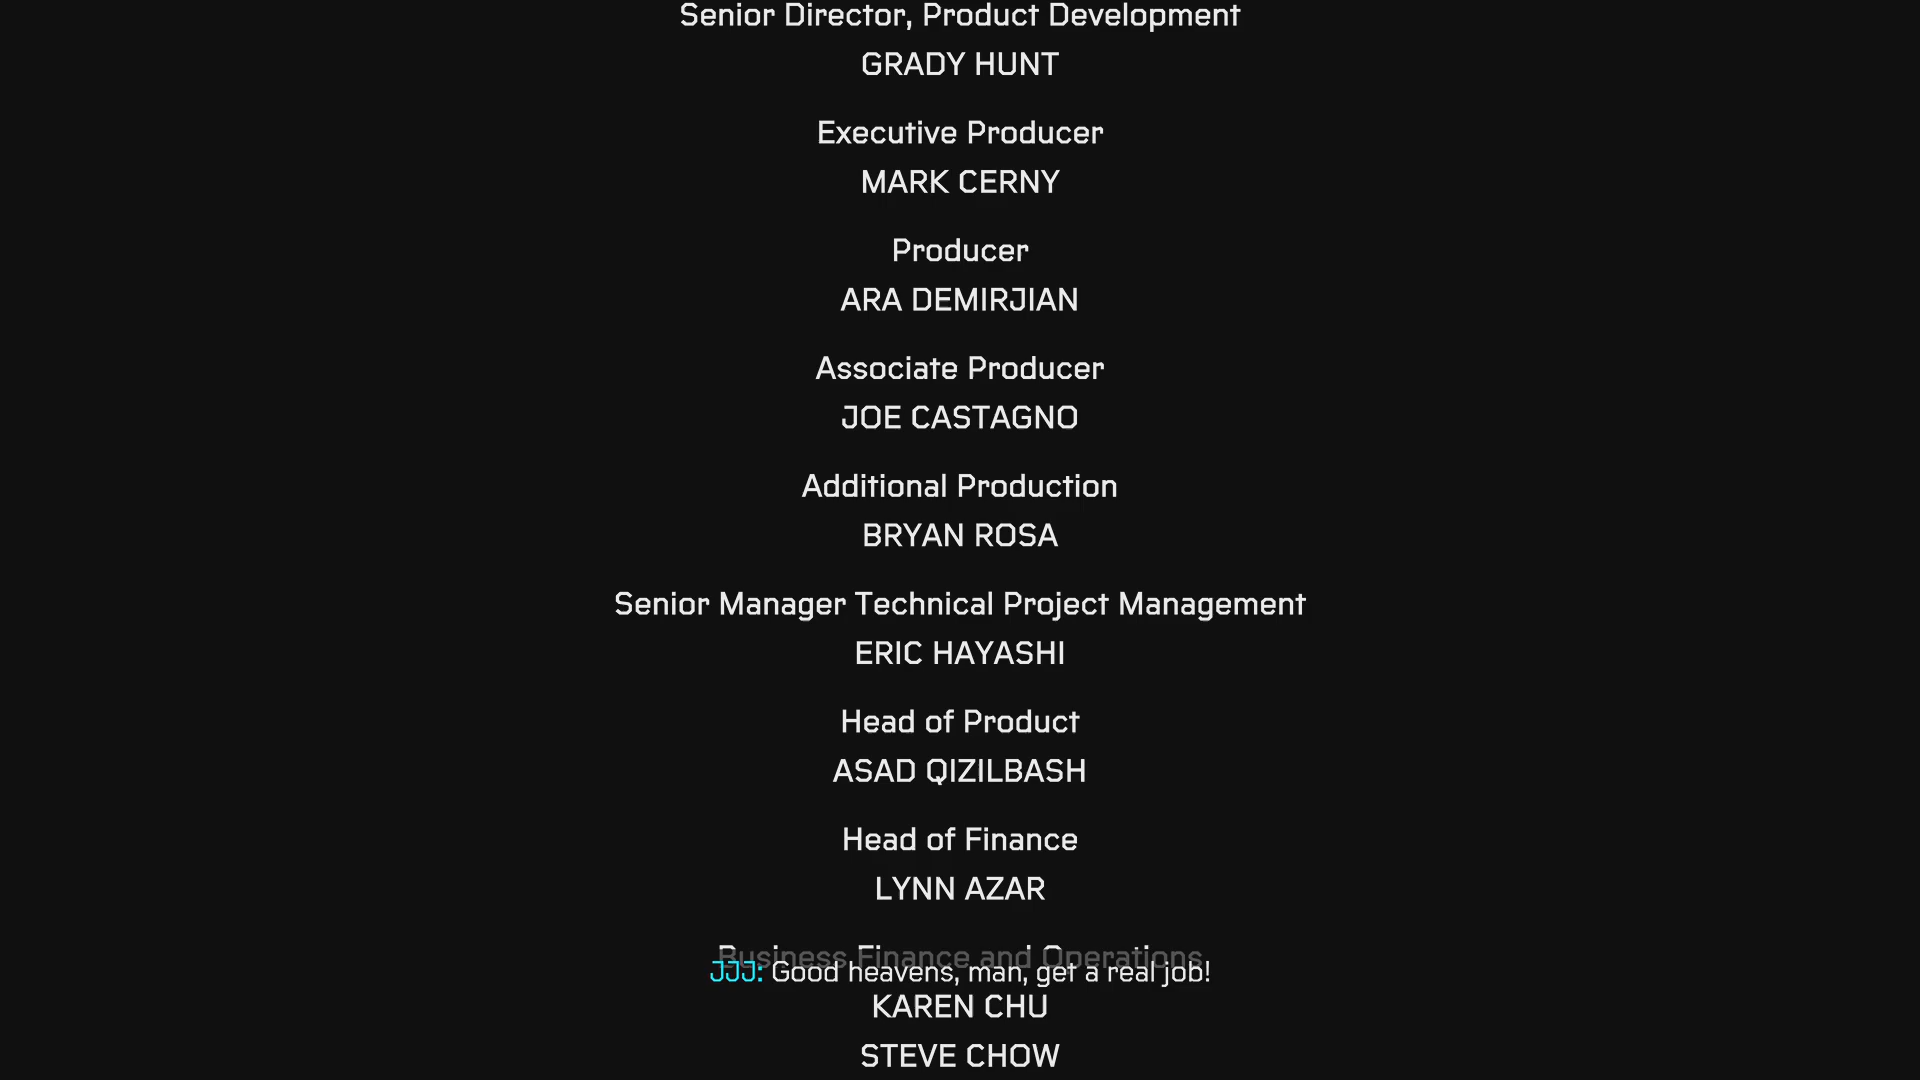 Senior Director, Product Development
GRADY HUNT
Executive Producer
MARK CERNY
Producer
ARA DEMIRJIAN
Associate Producer
JOE CASTAGNO
Additional Production
BRYAN ROSA
Senior Manager Technical Project Management
ERIC HAYASHI
Head of Product
ASAD QIZILBASH
Head of Finance
LYNN AZAR
Business Finance and Operations
JJJ: Good heavens, man, get a real job!
KAREN CHU
STEVE CHOW